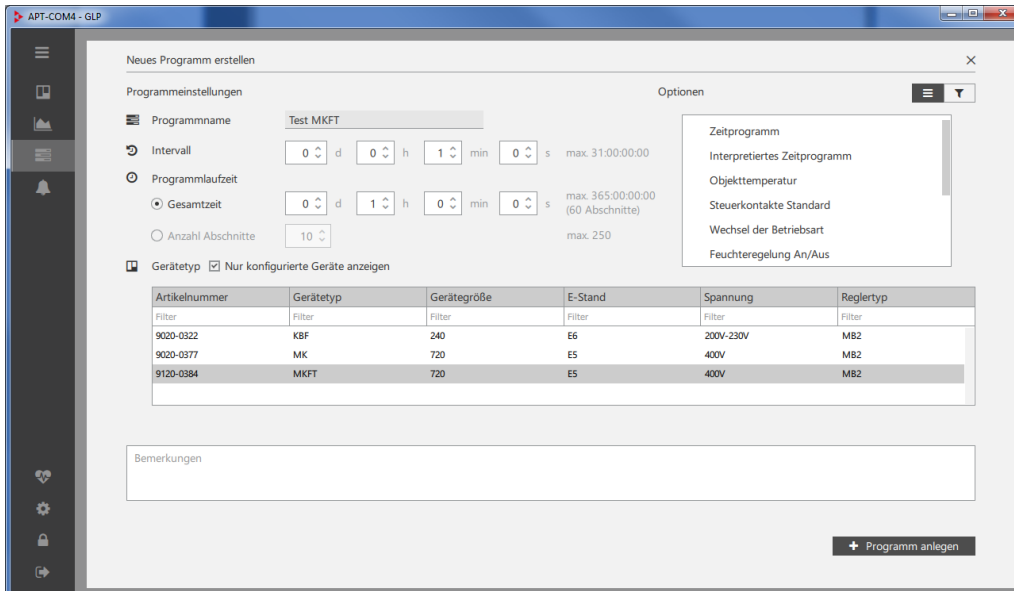 APT-COM4 - GLP
Neues Programm erstellen
Programmeinstellungen
Optionen
Programmname Test MKFT
Intervall 0 d 0 h 1 min 0 s max. 31:00:00:00
Programmlaufzeit
Gesamtzeit 0 d 1 h 0 min 0 s max. 365:00:00:00
(60 Abschnitte)
Anzahl Abschnitte 10 max. 250
Zeitprogramm
Interpretiertes Zeitprogramm
Objekttemperatur
Steuerkontakte Standard
Wechsel der Betriebsart
Feuchteregelung An/Aus
Gerätetyp Nur konfigurierte Geräte anzeigen
Artikelnummer Gerätetyp Gerätegröße E-Stand Spannung Reglertyp
Filter Filter Filter Filter Filter Filter
9020-0322 KBF 240 E6 200V-230V MB2
9020-0377 MK 720 E5 400V MB2
9120-0384 MKFT 720 E5 400V MB2
Bemerkungen
Programm anlegen